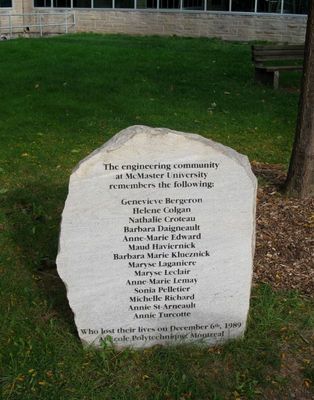 The engineering community
at McMaster University
remembers the following:
Genevieve Bergeron
Helene Colgan
Nathalie Croteau
Barbara Daigneault
Anne-Marie Edward
Maud Haviernick
Barbara Marie Klueznick
Maryse Laganiere
Maryse Leclair
Anne-Marie Lemay
Sonia Pelletier
Michelle Richard
Annie St-Arneault
Annie Turcotte
Who lost their lives on December 6th, 1989
At Ecole Polytechnique, Montreal